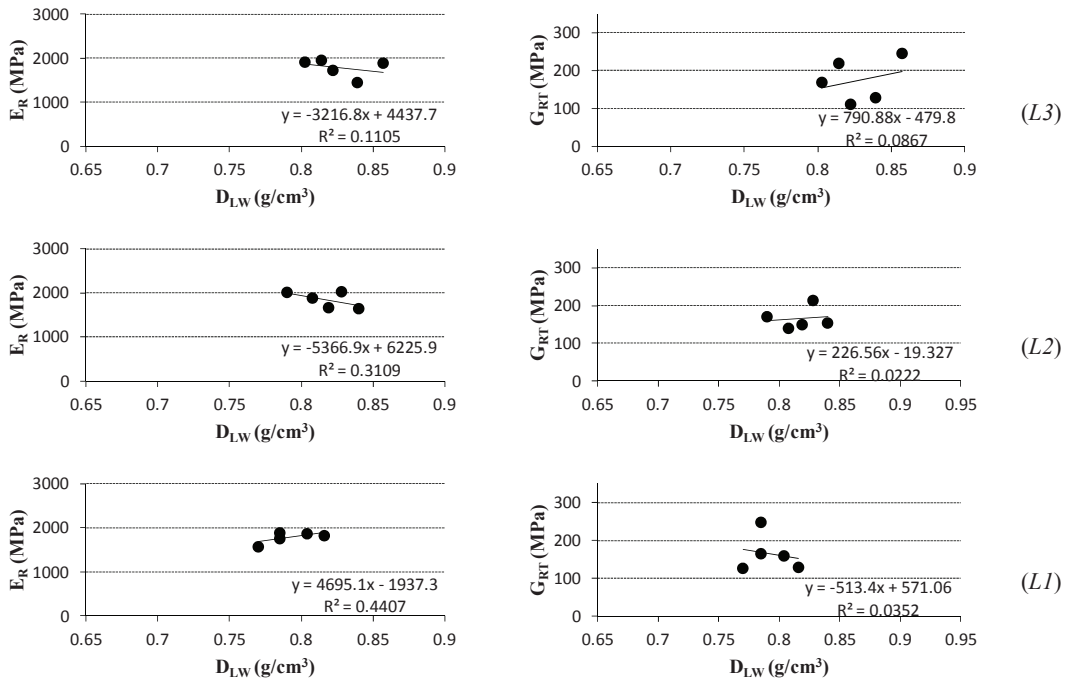 3000
2000
1000
0
E_R (MPa)
y = -3216.8x + 4437.7
R² = 0.1105
0.65 0.7 0.75 0.8 0.85 0.9
D_LW (g/cm³)
300
200
100
0
G_RT (MPa)
y = 790.88x - 479.8
R² = 0.0867
0.65 0.7 0.75 0.8 0.85 0.9
D_LW (g/cm³)
(L3)
3000
2000
1000
0
E_R (MPa)
y = -5366.9x + 6225.9
R² = 0.3109
0.65 0.7 0.75 0.8 0.85 0.9
D_LW (g/cm³)
300
200
100
0
G_RT (MPa)
y = 226.56x - 19.327
R² = 0.0222
0.65 0.7 0.75 0.8 0.85 0.9 0.95
D_LW (g/cm³)
(L2)
3000
2000
1000
0
E_R (MPa)
y = 4695.1x - 1937.3
R² = 0.4407
0.65 0.7 0.75 0.8 0.85 0.9
D_LW (g/cm³)
300
200
100
0
G_RT (MPa)
y = -513.4x + 571.06
R² = 0.0352
0.65 0.7 0.75 0.8 0.85 0.9 0.95
D_LW (g/cm³)
(L1)